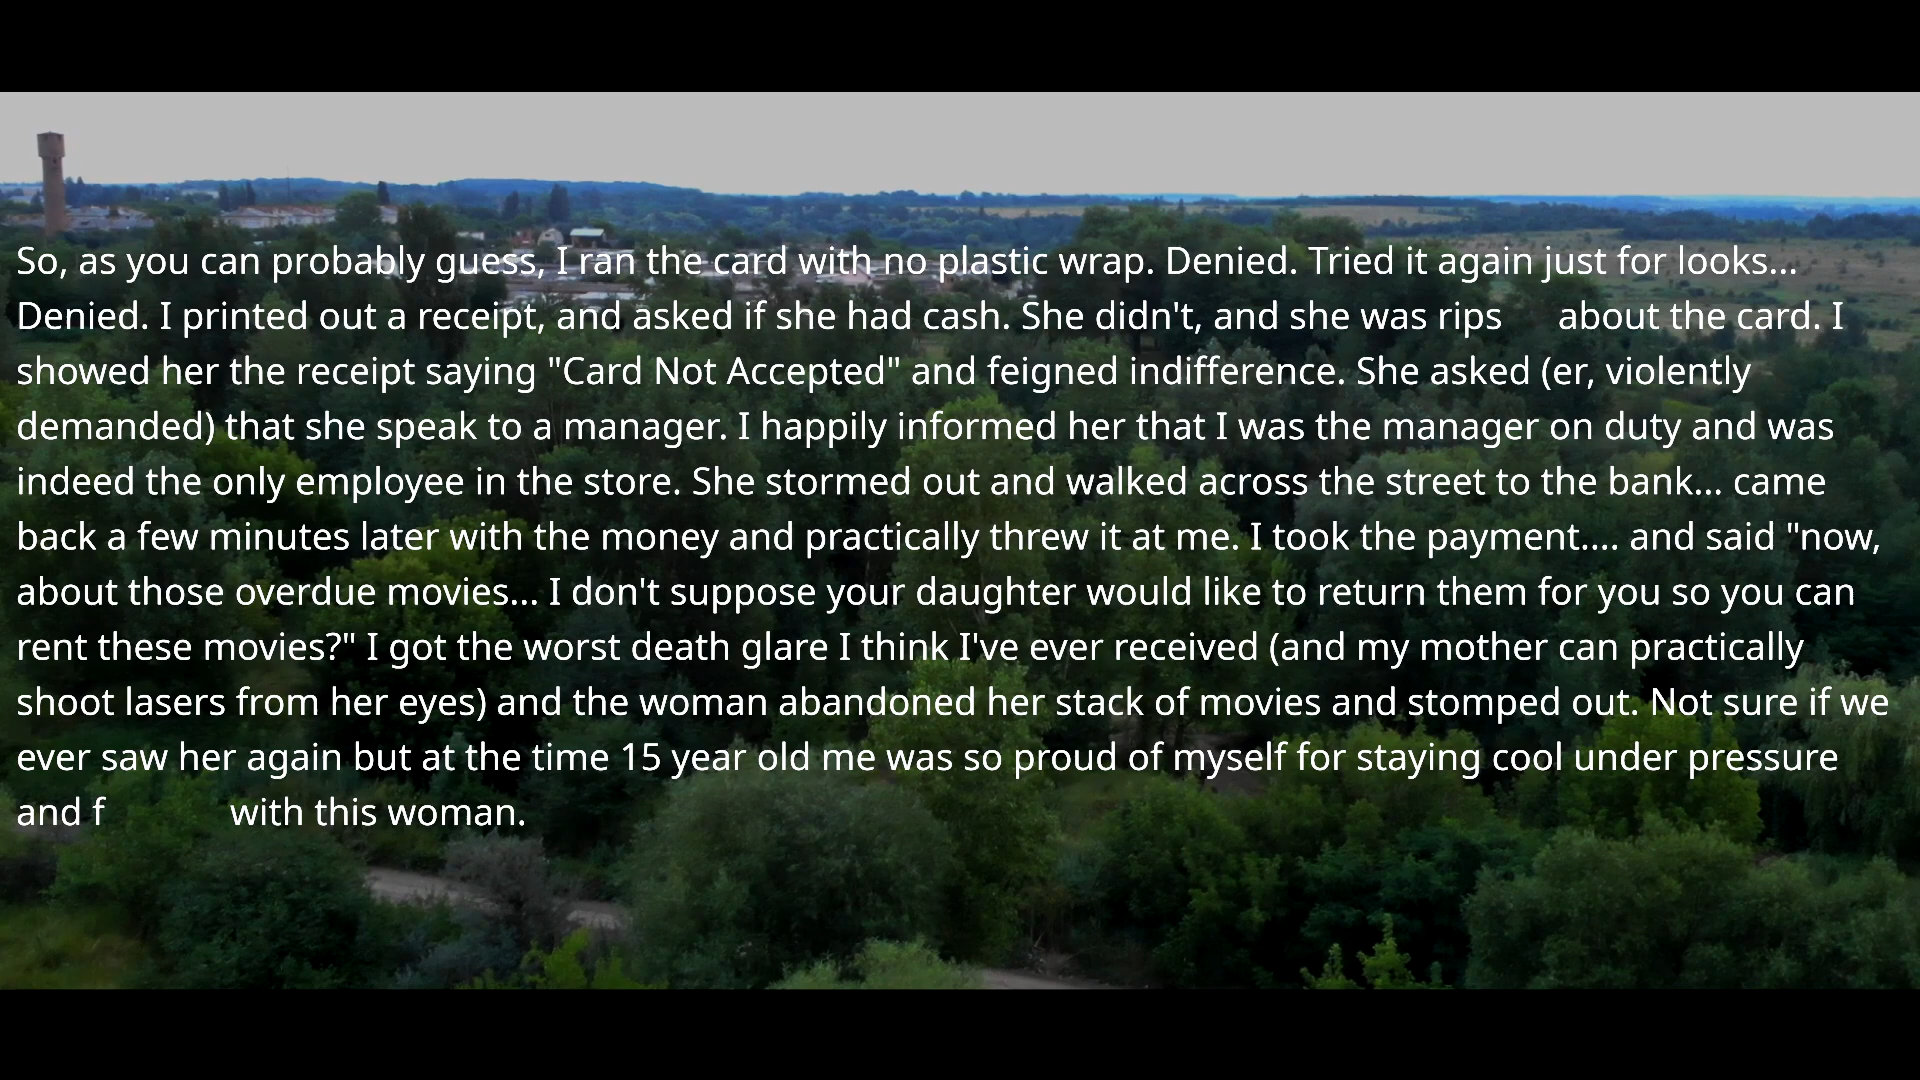 So, as you can probably guess, I ran the card with no plastic wrap. Denied. Tried it again just for looks...
Denied. I printed out a receipt, and asked if she had cash. She didn't, and she was rips about the card. I
showed her the receipt saying "Card Not Accepted" and feigned indifference. She asked (er, violently
demanded) that she speak to a manager. I happily informed her that I was the manager on duty and was
indeed the only employee in the store. She stormed out and walked across the street to the bank... came
back a few minutes later with the money and practically threw it at me. I took the payment.... and said "now,
about those overdue movies... I don't suppose your daughter would like to return them for you so you can
rent these movies?" I got the worst death glare I think I've ever received (and my mother can practically
shoot lasers from her eyes) and the woman abandoned her stack of movies and stomped out. Not sure if we
ever saw her again but at the time 15 year old me was so proud of myself for staying cool under pressure
and f with this woman.